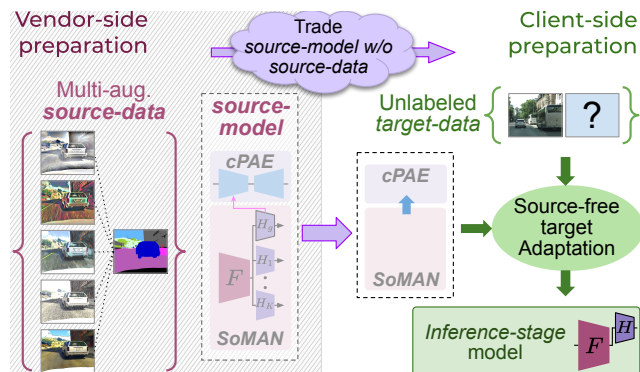 Vendor-side
preparation
Trade
source-model w/o
source-data
Client-side
preparation
Multi-aug.
source-data
source-
model
cPAE
H_g
H_1
F
H_K
SoMAN
cPAE
SoMAN
Unlabeled
target-data
?
Source-free
target
Adaptation
Inference-stage
model
F
H